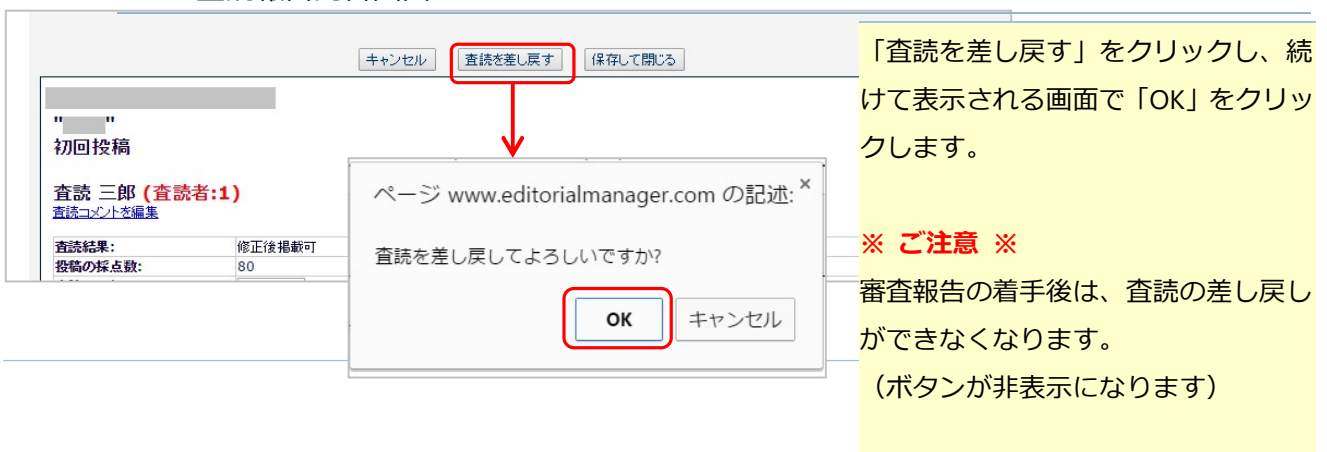 キャンセル 査読を差し戻す 保存して閉じる
" "
初回投稿
査読 三郎 (査読者:1)
査読コメントを編集
査読結果: 修正後掲載可
投稿の採点数: 80
ページ www.editorialmanager.com の記述: ×
査読を差し戻してよろしいですか?
OK キャンセル
「査読を差し戻す」をクリックし、続
けて表示される画面で「OK」をクリッ
クします。
※ ご注意 ※
審査報告の着手後は、査読の差し戻し
ができなくなります。
（ボタンが非表示になります）